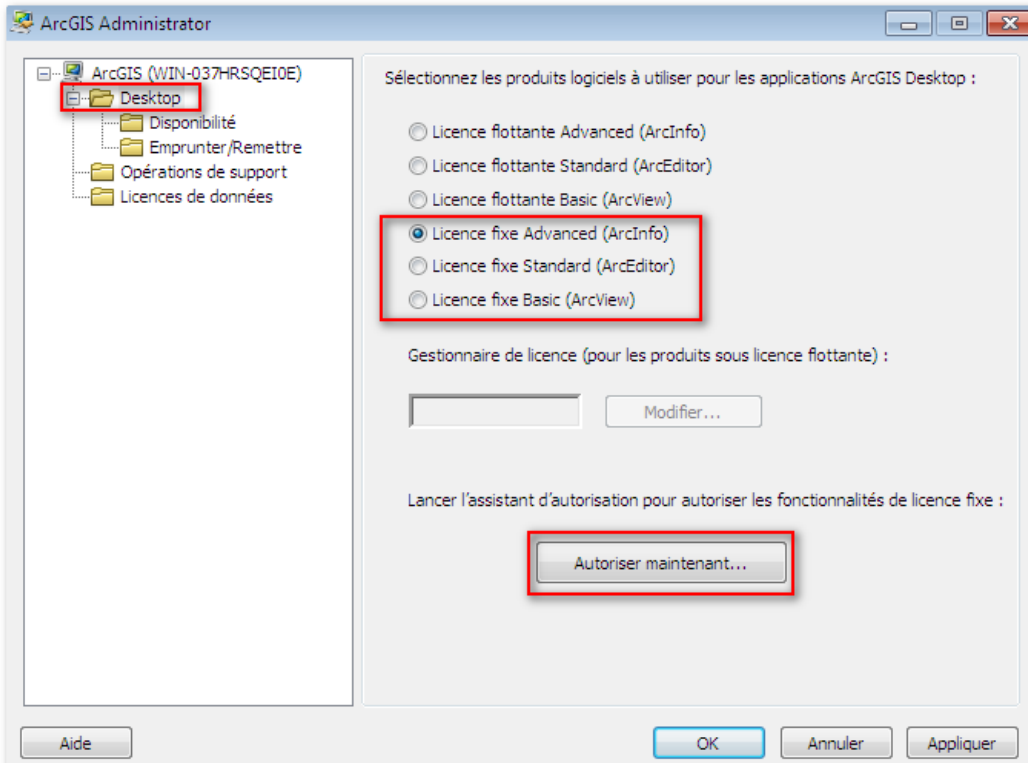 ArcGIS Administrator
ArcGIS (WIN-037HRSQEI0E)
Desktop
Disponibilité
Emprunter/Remettre
Opérations de support
Licences de données
Sélectionnez les produits logiciels à utiliser pour les applications ArcGIS Desktop :
Licence flottante Advanced (ArcInfo)
Licence flottante Standard (ArcEditor)
Licence flottante Basic (ArcView)
Licence fixe Advanced (ArcInfo)
Licence fixe Standard (ArcEditor)
Licence fixe Basic (ArcView)
Gestionnaire de licence (pour les produits sous licence flottante) :
Modifier...
Lancer l'assistant d'autorisation pour autoriser les fonctionnalités de licence fixe :
Autoriser maintenant...
Aide
OK
Annuler
Appliquer